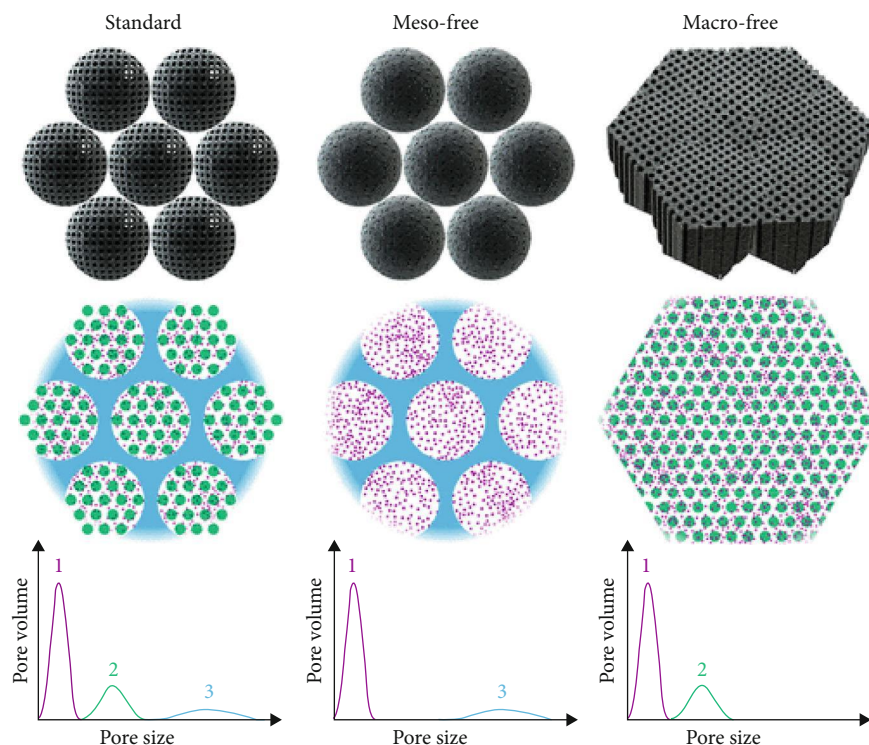 Standard
Meso-free
Macro-free
Pore volume
1
2
3
Pore size
Pore volume
1
3
Pore size
Pore volume
1
2
Pore size